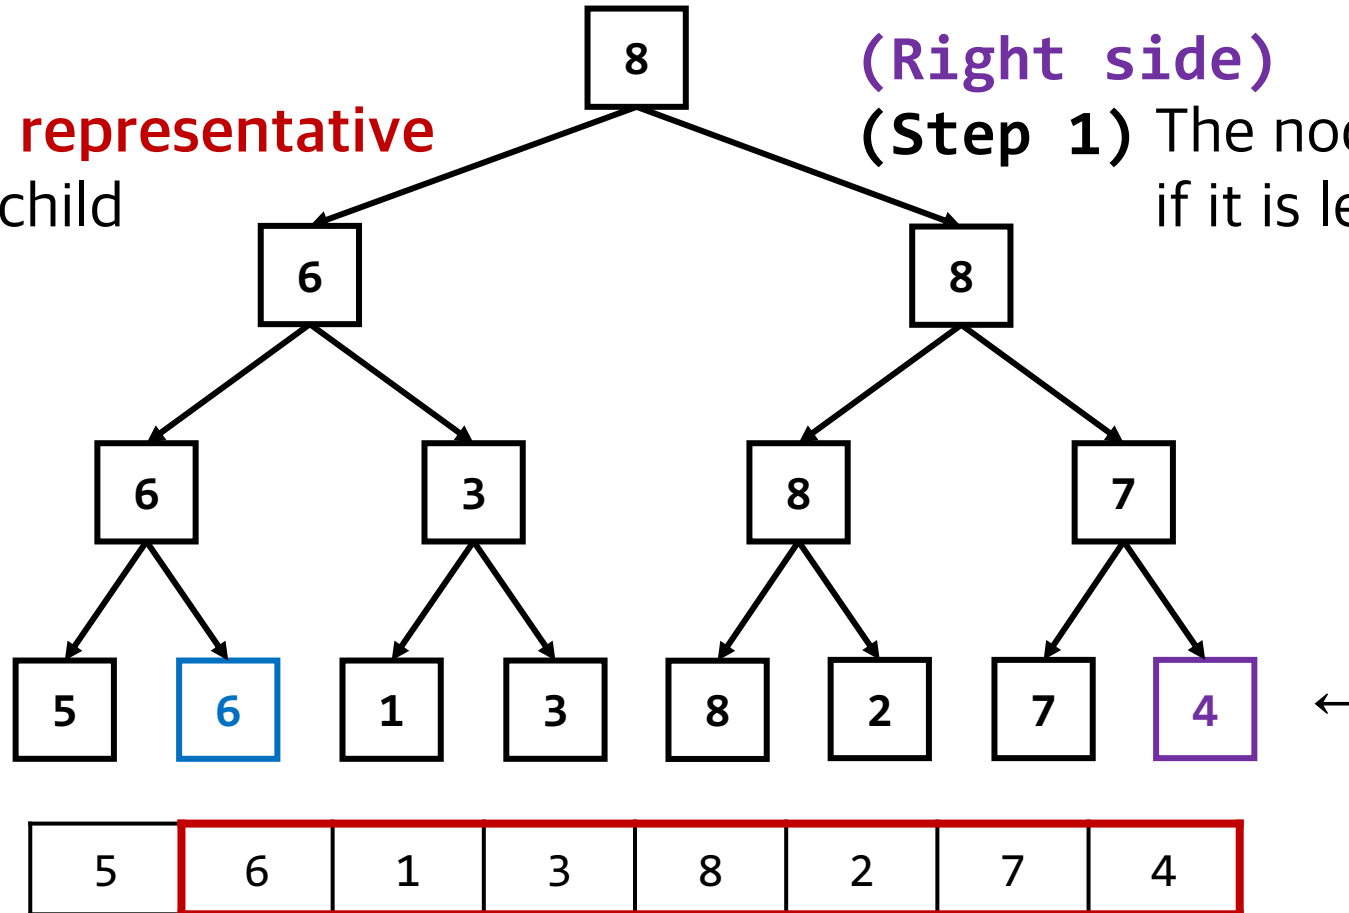 8
(Right side)
representative
(Step 1) The no
child
if it is le
6 8
6 3 8 7
5 6 1 3 8 2 7 4 ←
5 6 1 3 8 2 7 4